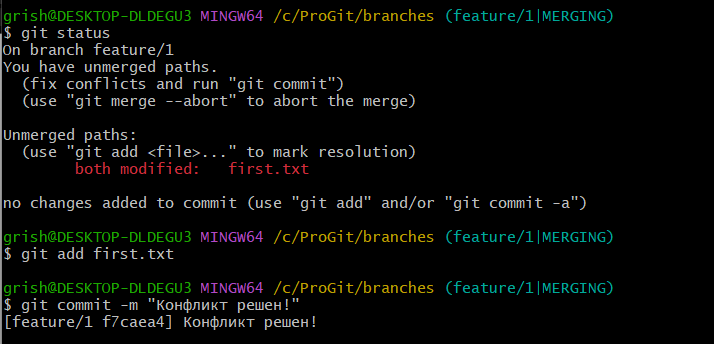 grish@DESKTOP-DLDEGU3 MINGW64 /c/ProGit/branches (feature/1|MERGING)
$ git status
On branch feature/1
You have unmerged paths.
  (fix conflicts and run "git commit")
  (use "git merge --abort" to abort the merge)

Unmerged paths:
  (use "git add <file>..." to mark resolution)
        both modified:   first.txt

no changes added to commit (use "git add" and/or "git commit -a")

grish@DESKTOP-DLDEGU3 MINGW64 /c/ProGit/branches (feature/1|MERGING)
$ git add first.txt

grish@DESKTOP-DLDEGU3 MINGW64 /c/ProGit/branches (feature/1|MERGING)
$ git commit -m "Конфликт решен!"
[feature/1 f7caea4] Конфликт решен!